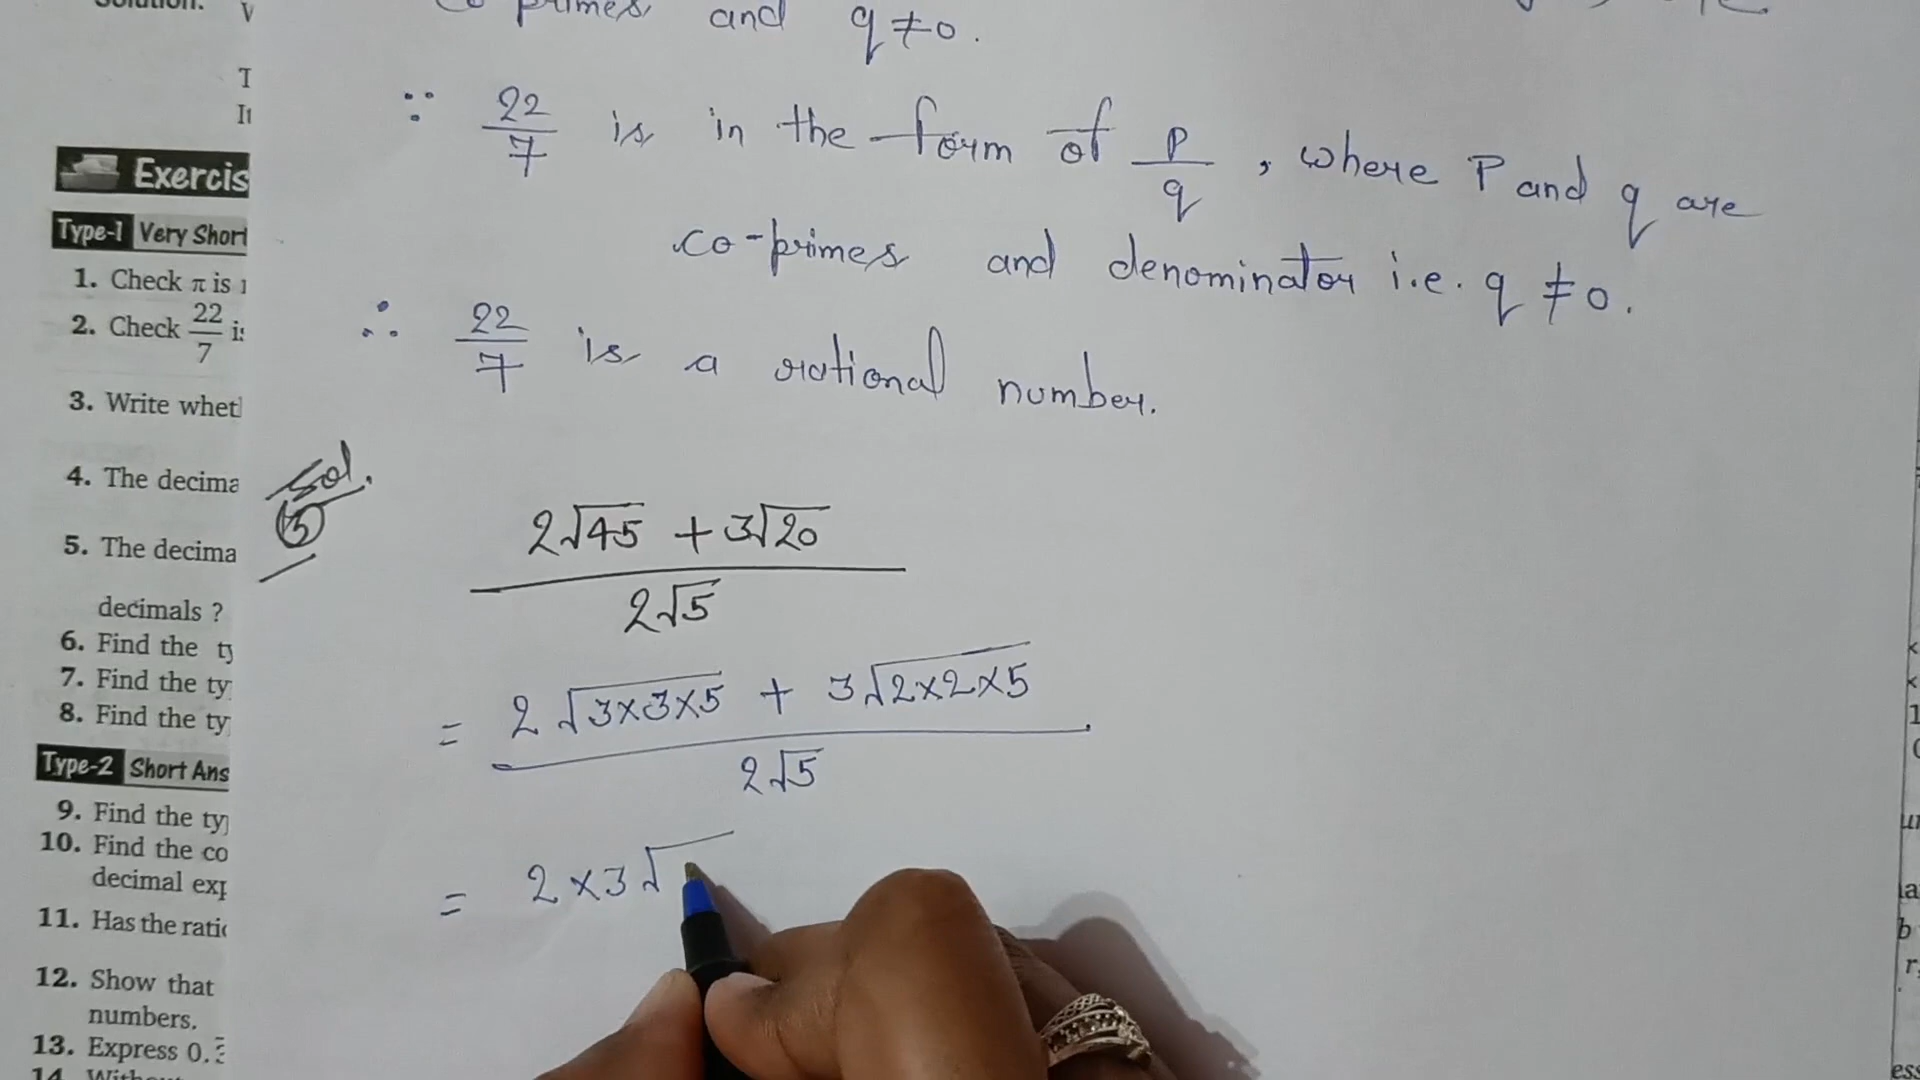 Solution.
co-primes and q≠0.
∵ 22/7 is in the form of p/q, where P and q are
co-primes and denominator i.e. q ≠ 0.
∴ 22/7 is a rational number.
Sol.
2√45 + 3√20
2√5
= 2√3×3×5 + 3√2×2×5
2√5
= 2×3√
Exercis
Type-1 Very Short
1. Check π is
2. Check 22/7 is
3. Write whet
4. The decima
5. The decima
decimals ?
6. Find the ty
7. Find the ty
8. Find the ty
Type-2 Short Ans
9. Find the typ
10. Find the co
decimal exp
11. Has the ratio
12. Show that
numbers.
13. Express 0.
14.